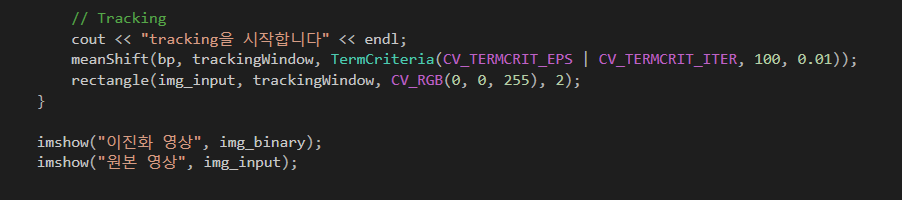 // Tracking
cout << "tracking을 시작합니다" << endl;
meanShift(bp, trackingWindow, TermCriteria(CV_TERMCRIT_EPS | CV_TERMCRIT_ITER, 100, 0.01));
rectangle(img_input, trackingWindow, CV_RGB(0, 0, 255), 2);
}
imshow("이진화 영상", img_binary);
imshow("원본 영상", img_input);